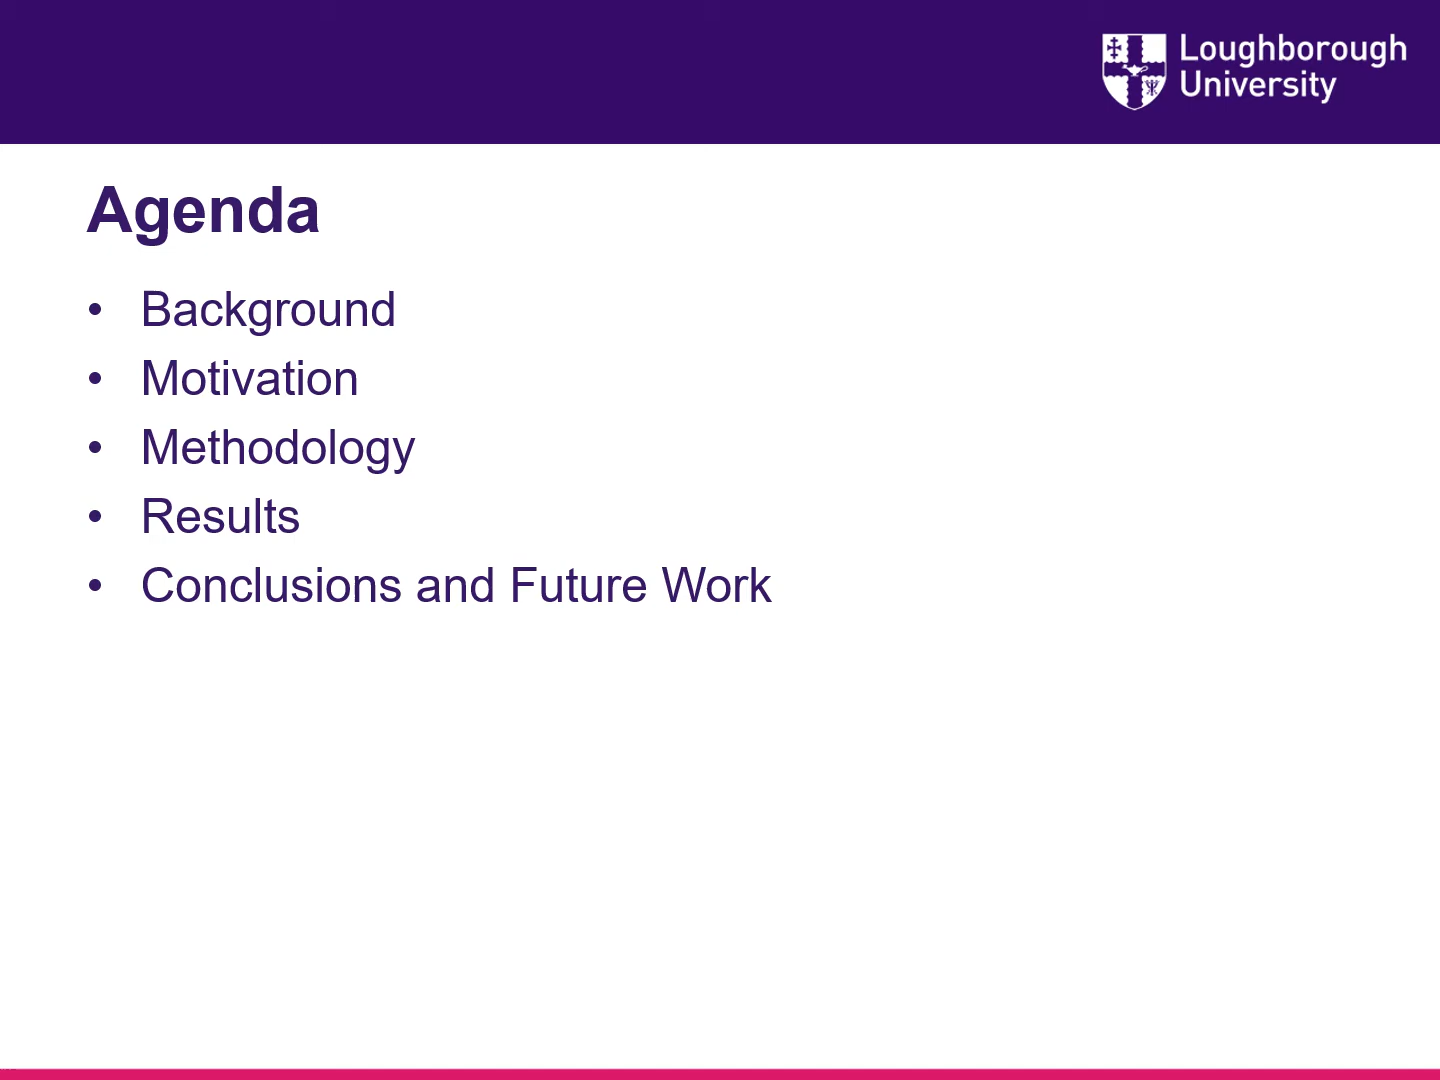 Loughborough
University
Agenda
• Background
• Motivation
• Methodology
• Results
• Conclusions and Future Work